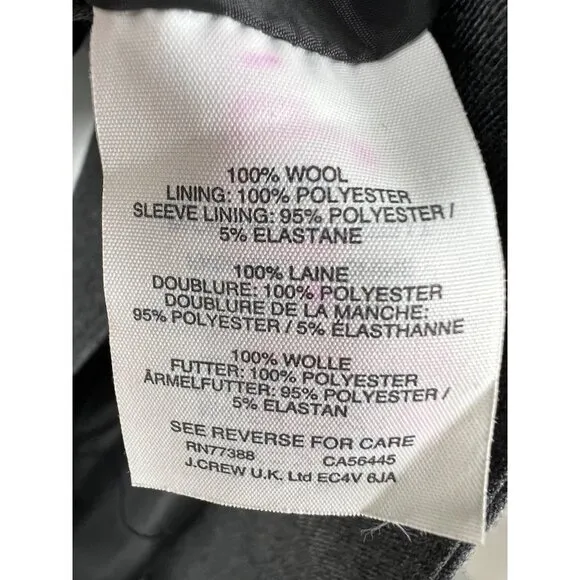 100% WOOL
LINING: 100% POLYESTER
SLEEVE LINING: 95% POLYESTER /
5% ELASTANE
100% LAINE
DOUBLURE: 100% POLYESTER
DOUBLURE DE LA MANCHE:
95% POLYESTER / 5% ÉLASTHANNE
100% WOLLE
FUTTER: 100% POLYESTER
ÄRMELFUTTER: 95% POLYESTER /
5% ELASTAN
SEE REVERSE FOR CARE
RN77388 CA56445
J.CREW U.K. Ltd EC4V 6JA